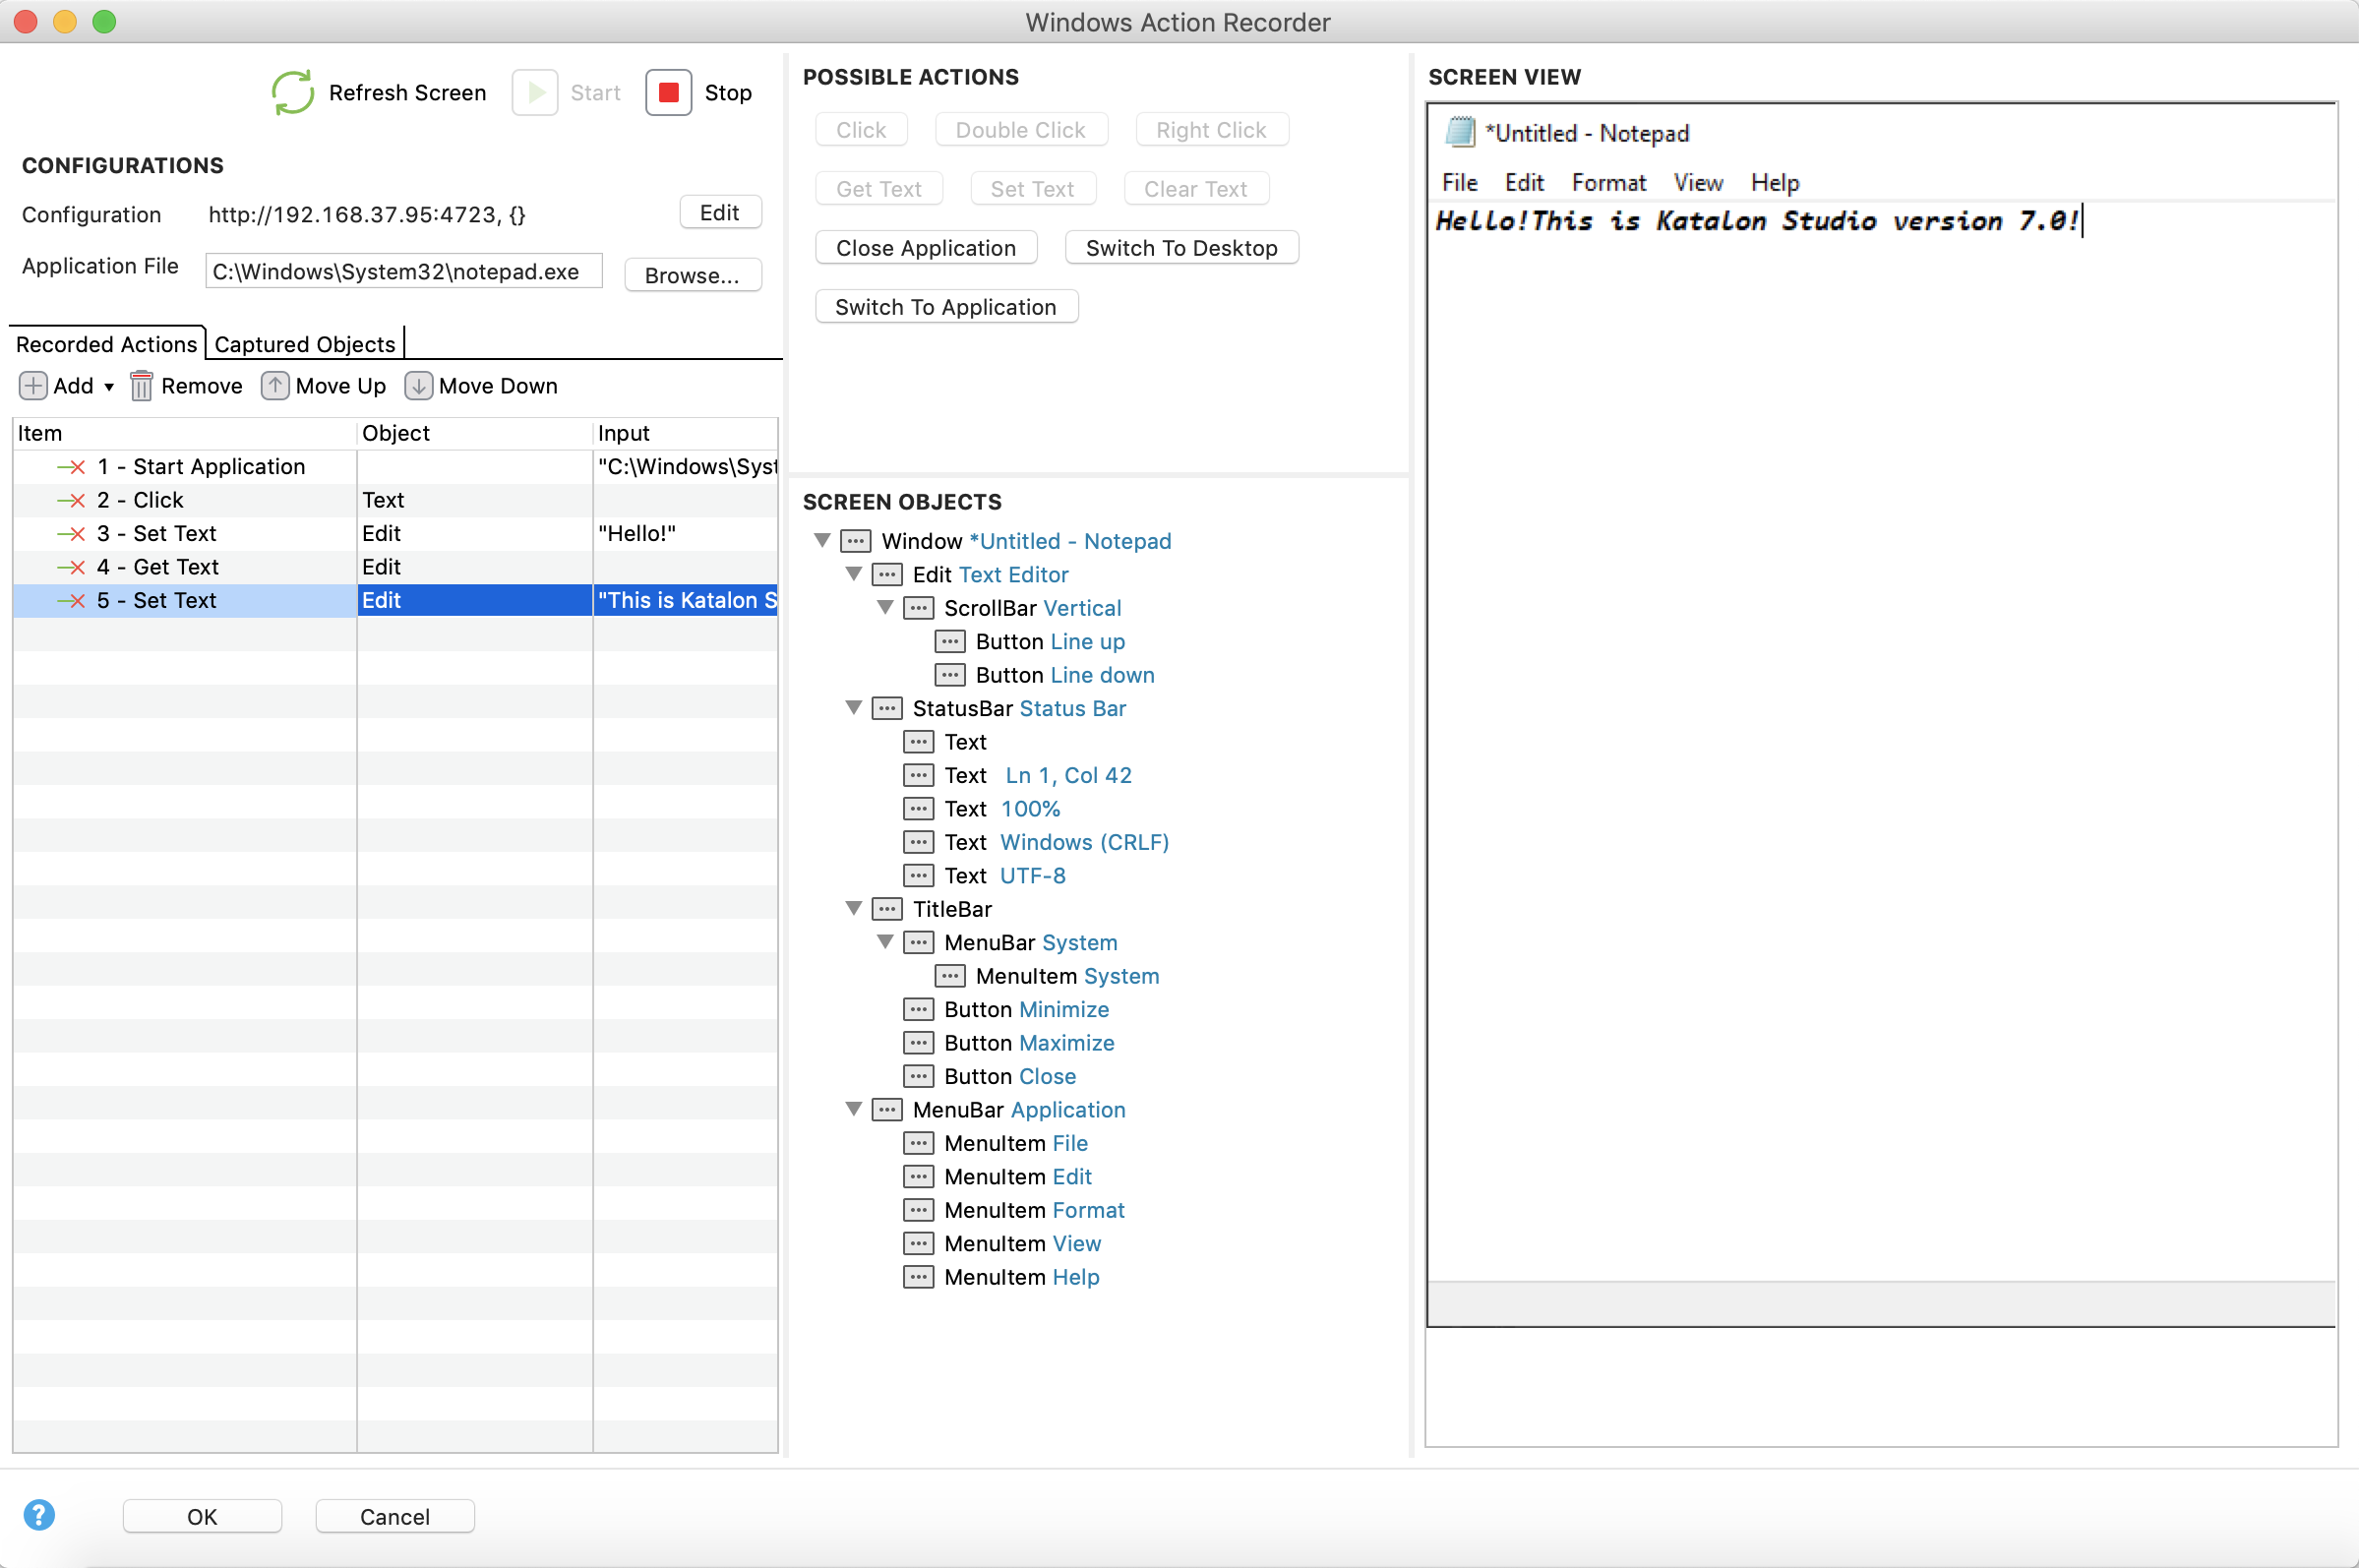 Windows Action Recorder
Refresh Screen
Start
Stop
CONFIGURATIONS
Configuration
http://192.168.37.95:4723, {}
Edit
Application File
C:\Windows\System32\notepad.exe
Browse...
Recorded Actions
Captured Objects
Add
Remove
Move Up
Move Down
Item Object Input
1 - Start Application "C:\Windows\Syst
2 - Click Text
3 - Set Text Edit "Hello!"
4 - Get Text Edit
5 - Set Text Edit "This is Katalon S
OK
Cancel
POSSIBLE ACTIONS
Click
Double Click
Right Click
Get Text
Set Text
Clear Text
Close Application
Switch To Desktop
Switch To Application
SCREEN OBJECTS
Window *Untitled - Notepad
Edit Text Editor
ScrollBar Vertical
Button Line up
Button Line down
StatusBar Status Bar
Text
Text Ln 1, Col 42
Text 100%
Text Windows (CRLF)
Text UTF-8
TitleBar
MenuBar System
MenuItem System
Button Minimize
Button Maximize
Button Close
MenuBar Application
MenuItem File
MenuItem Edit
MenuItem Format
MenuItem View
MenuItem Help
SCREEN VIEW
*Untitled - Notepad
File Edit Format View Help
Hello!This is Katalon Studio version 7.0!